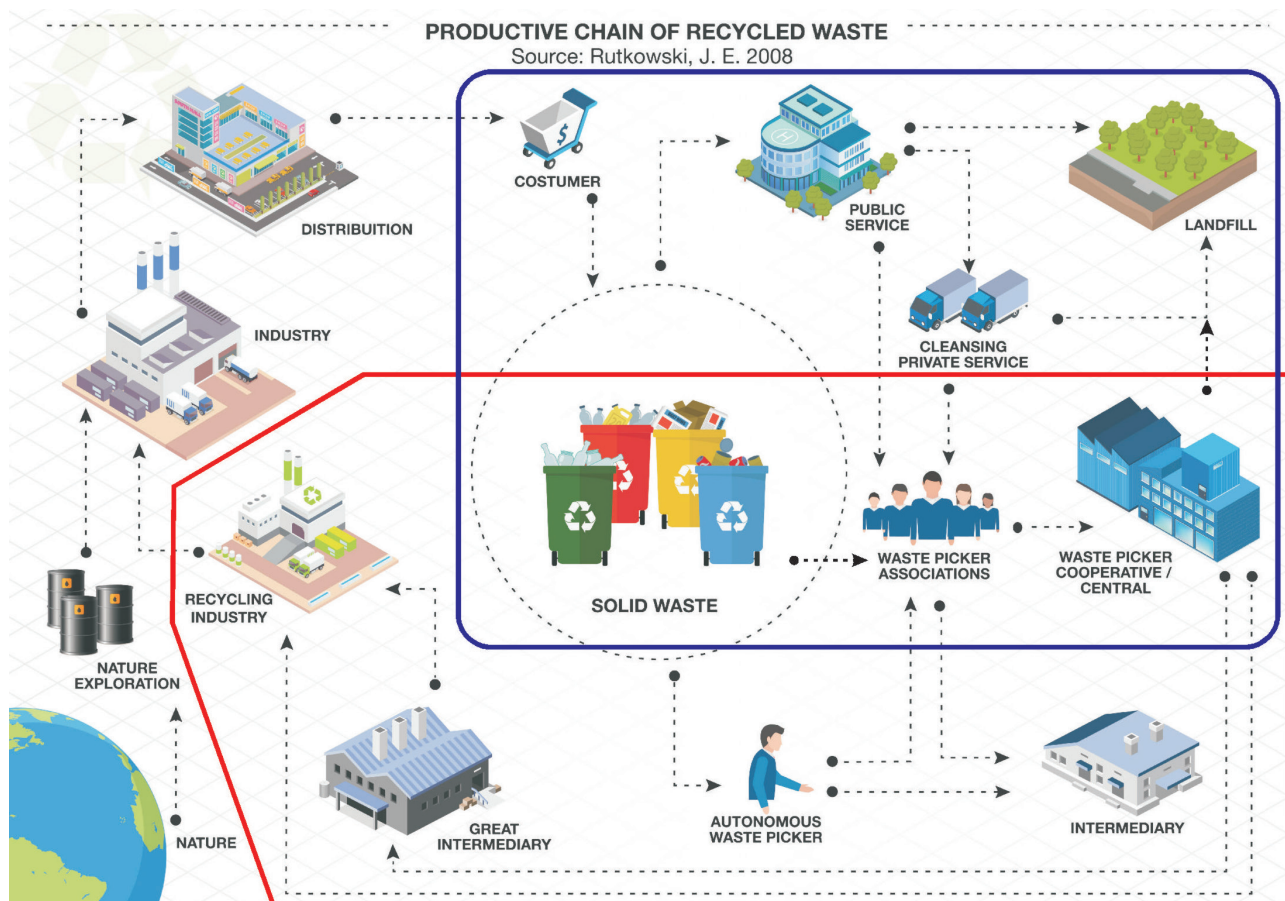 PRODUCTIVE CHAIN OF RECYCLED WASTE
Source: Rutkowski, J. E. 2008
COSTUMER
PUBLIC
SERVICE
LANDFILL
DISTRIBUITION
INDUSTRY
CLEANSING
PRIVATE SERVICE
RECYCLING
INDUSTRY
SOLID WASTE
WASTE PICKER
ASSOCIATIONS
WASTE PICKER
COOPERATIVE /
CENTRAL
NATURE
EXPLORATION
NATURE
GREAT
INTERMEDIARY
AUTONOMOUS
WASTE PICKER
INTERMEDIARY